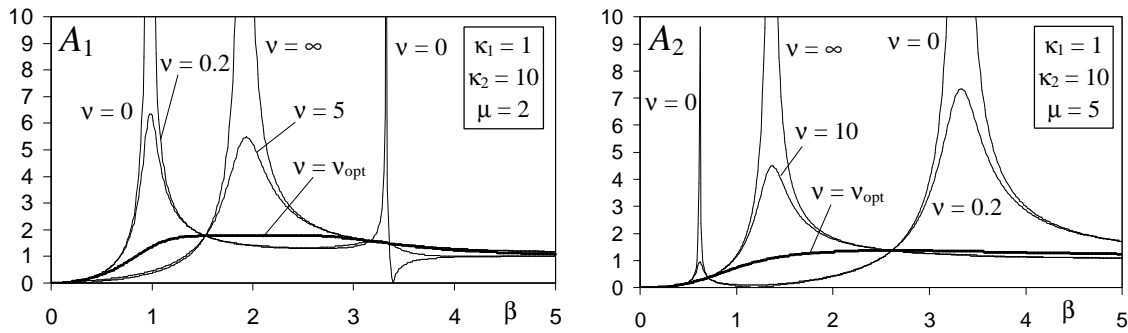 10
9
8
7
6
5
4
3
2
1
0
A₁
ν = 0
ν = 0.2
ν = ∞
ν = 5
ν = νopt
ν = 0
κ₁ = 1
κ₂ = 10
μ = 2
0 1 2 3 4 β 5
10
9
8
7
6
5
4
3
2
1
0
A₂
ν = 0
ν = ∞
ν = 10
ν = νopt
ν = 0
ν = 0.2
κ₁ = 1
κ₂ = 10
μ = 5
0 1 2 3 4 β 5